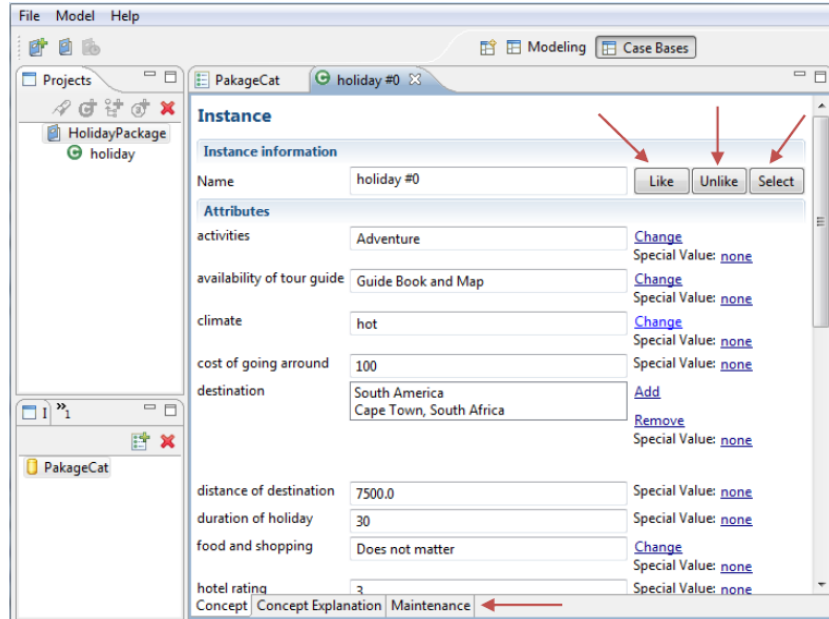 File Model Help
Modeling Case Bases
Projects
HolidayPackage
holiday
I »1
PakageCat
PakageCat holiday #0
Instance
Instance information
Name holiday #0 Like Unlike Select
Attributes
activities Adventure Change
Special Value: none
availability of tour guide Guide Book and Map Change
Special Value: none
climate hot Change
Special Value: none
cost of going arround 100 Special Value: none
destination South America Add
Cape Town, South Africa
Remove
Special Value: none
distance of destination 7500.0 Special Value: none
duration of holiday 30 Special Value: none
food and shopping Does not matter Change
Special Value: none
hotel rating 3 Special Value: none
Concept Concept Explanation Maintenance